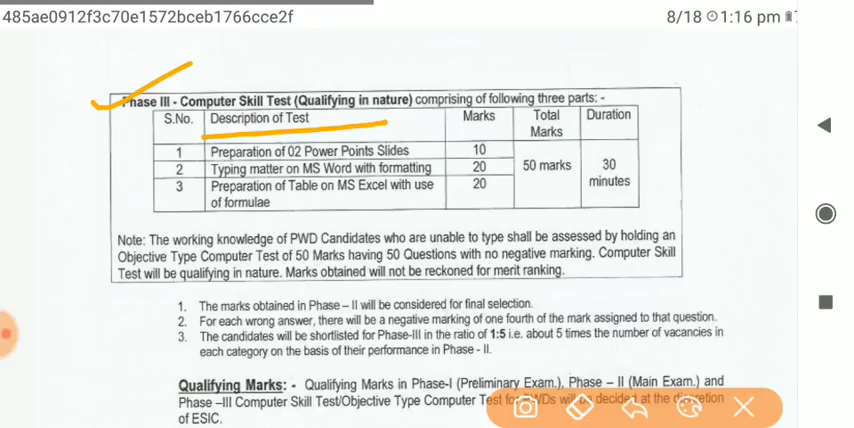 485ae0912f3c70e1572bceb1766cce2f
8/18 1:16 pm
Phase III - Computer Skill Test (Qualifying in nature) comprising of following three parts: -
S.No. Description of Test Marks Total Marks Duration
1 Preparation of 02 Power Points Slides 10
2 Typing matter on MS Word with formatting 20 50 marks 30 minutes
3 Preparation of Table on MS Excel with use 20
of formulae
Note: The working knowledge of PWD Candidates who are unable to type shall be assessed by holding an
Objective Type Computer Test of 50 Marks having 50 Questions with no negative marking. Computer Skill
Test will be qualifying in nature. Marks obtained will not be reckoned for merit ranking.
1. The marks obtained in Phase – II will be considered for final selection.
2. For each wrong answer, there will be a negative marking of one fourth of the mark assigned to that question.
3. The candidates will be shortlisted for Phase-III in the ratio of 1:5 i.e. about 5 times the number of vacancies in
each category on the basis of their performance in Phase - II.
Qualifying Marks: - Qualifying Marks in Phase-I (Preliminary Exam.), Phase – II (Main Exam.) and
Phase –III Computer Skill Test/Objective Type Computer Test for PWDs will be decided at the discretion
of ESIC.